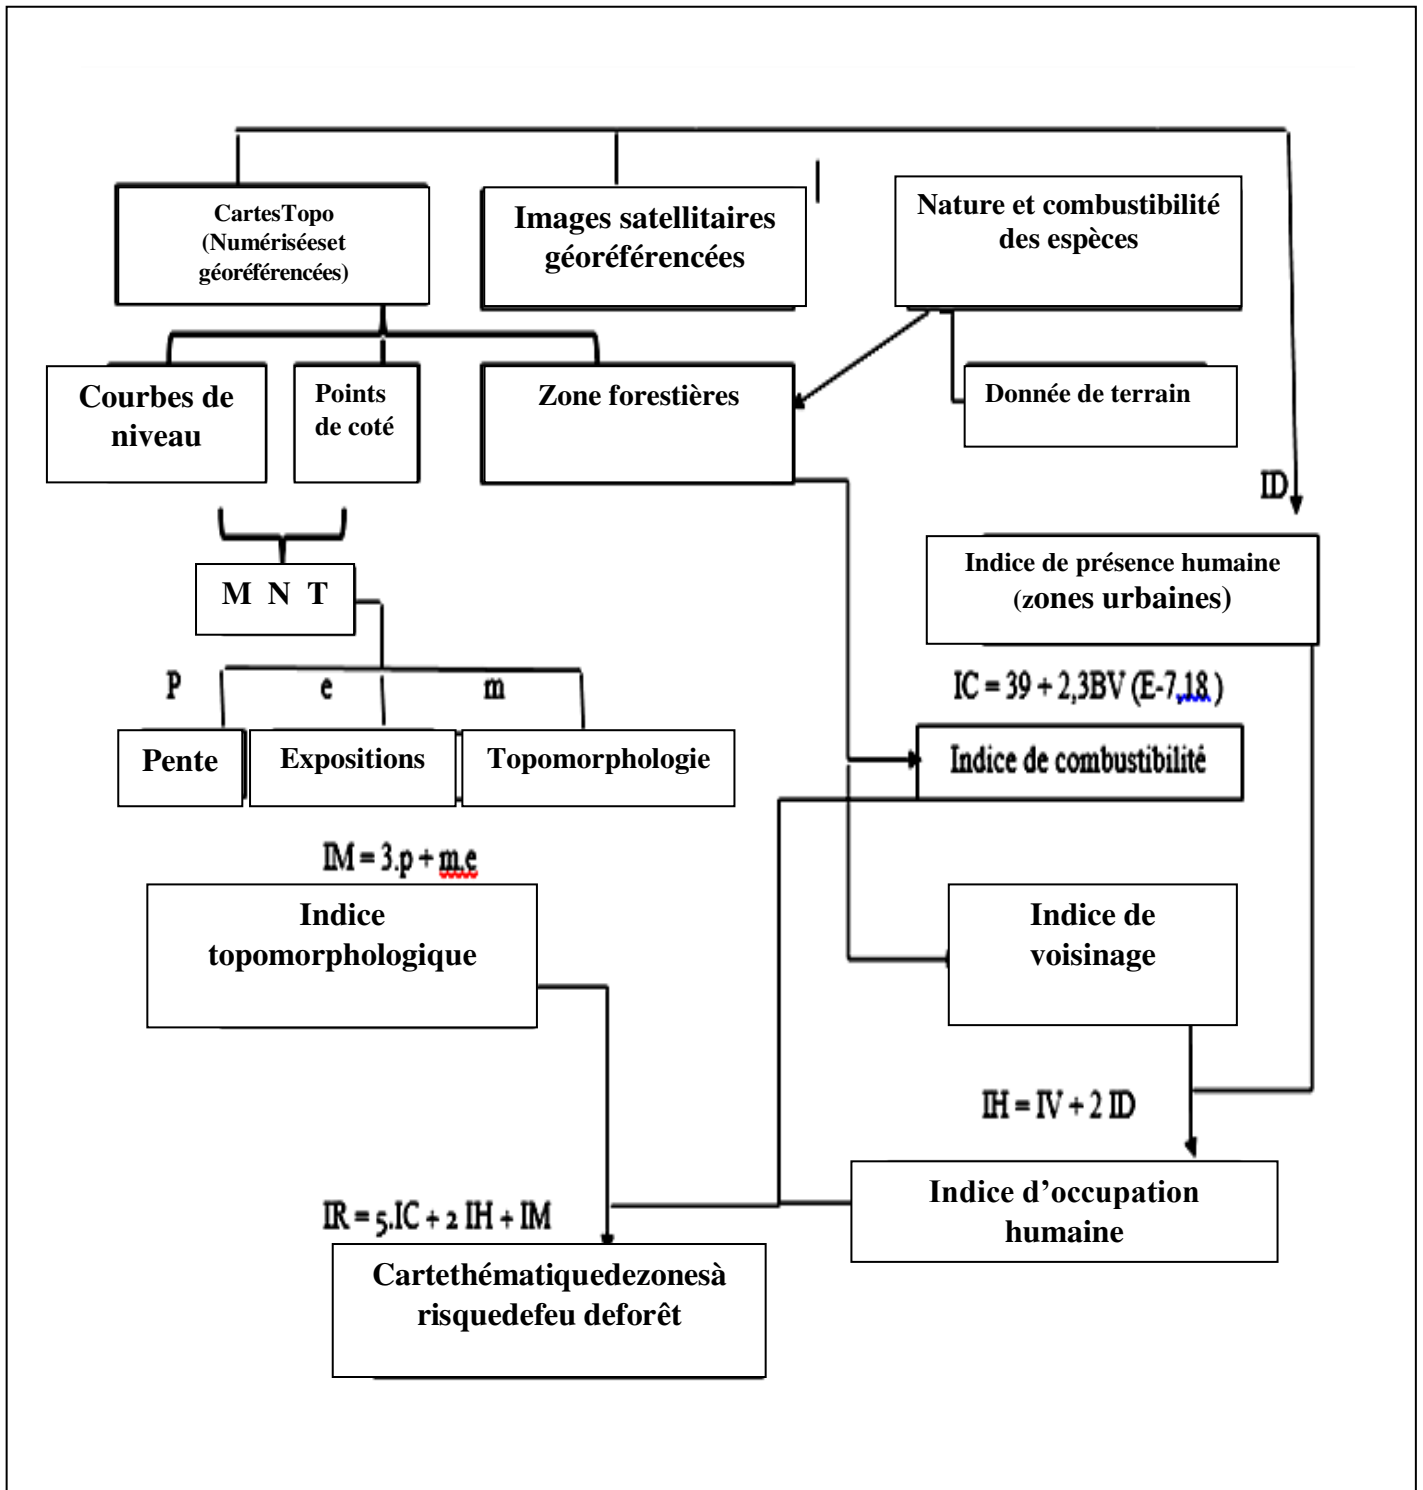 CartesTopo
(Numériséeset
géoréférencées)
Images satellitaires
géoréférencées
Nature et combustibilité
des espèces
Courbes de
niveau
Points
de coté
Zone forestières
Donnée de terrain
ID
M N T
Indice de présence humaine
(zones urbaines)
P e m
IC = 39 + 2,3BV (E-7,18 )
Pente
Expositions
Topomorphologie
Indice de combustibilité
IM = 3.p + m.e
Indice
topomorphologique
Indice de
voisinage
IH = IV + 2 ID
Indice d’occupation
humaine
IR = 5.IC + 2 IH + IM
Cartethématiquedezonesà
risquedefeu deforêt